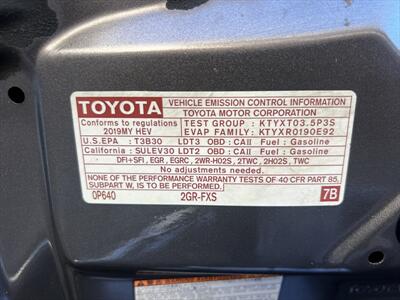 TOYOTA VEHICLE EMISSION CONTROL INFORMATION
TOYOTA MOTOR CORPORATION
Conforms to regulations TEST GROUP : KTYXT03.5P3S
2019MY HEV EVAP FAMILY: KTYXR0190E92
U.S.EPA : T3B30 LDT3 OBD : CAII Fuel : Gasoline
California : SULEV30 LDT2 OBD : CAII Fuel : Gasoline
DFI+SFI, EGR, EGRC, 2WR-HO2S, 2TWC, 2HO2S, TWC
No adjustments needed.
NONE OF THE PERFORMANCE WARRANTY TESTS OF 40 CFR PART 85,
SUBPART W, IS TO BE PERFORMED.
0P640 2GR-FXS 7B